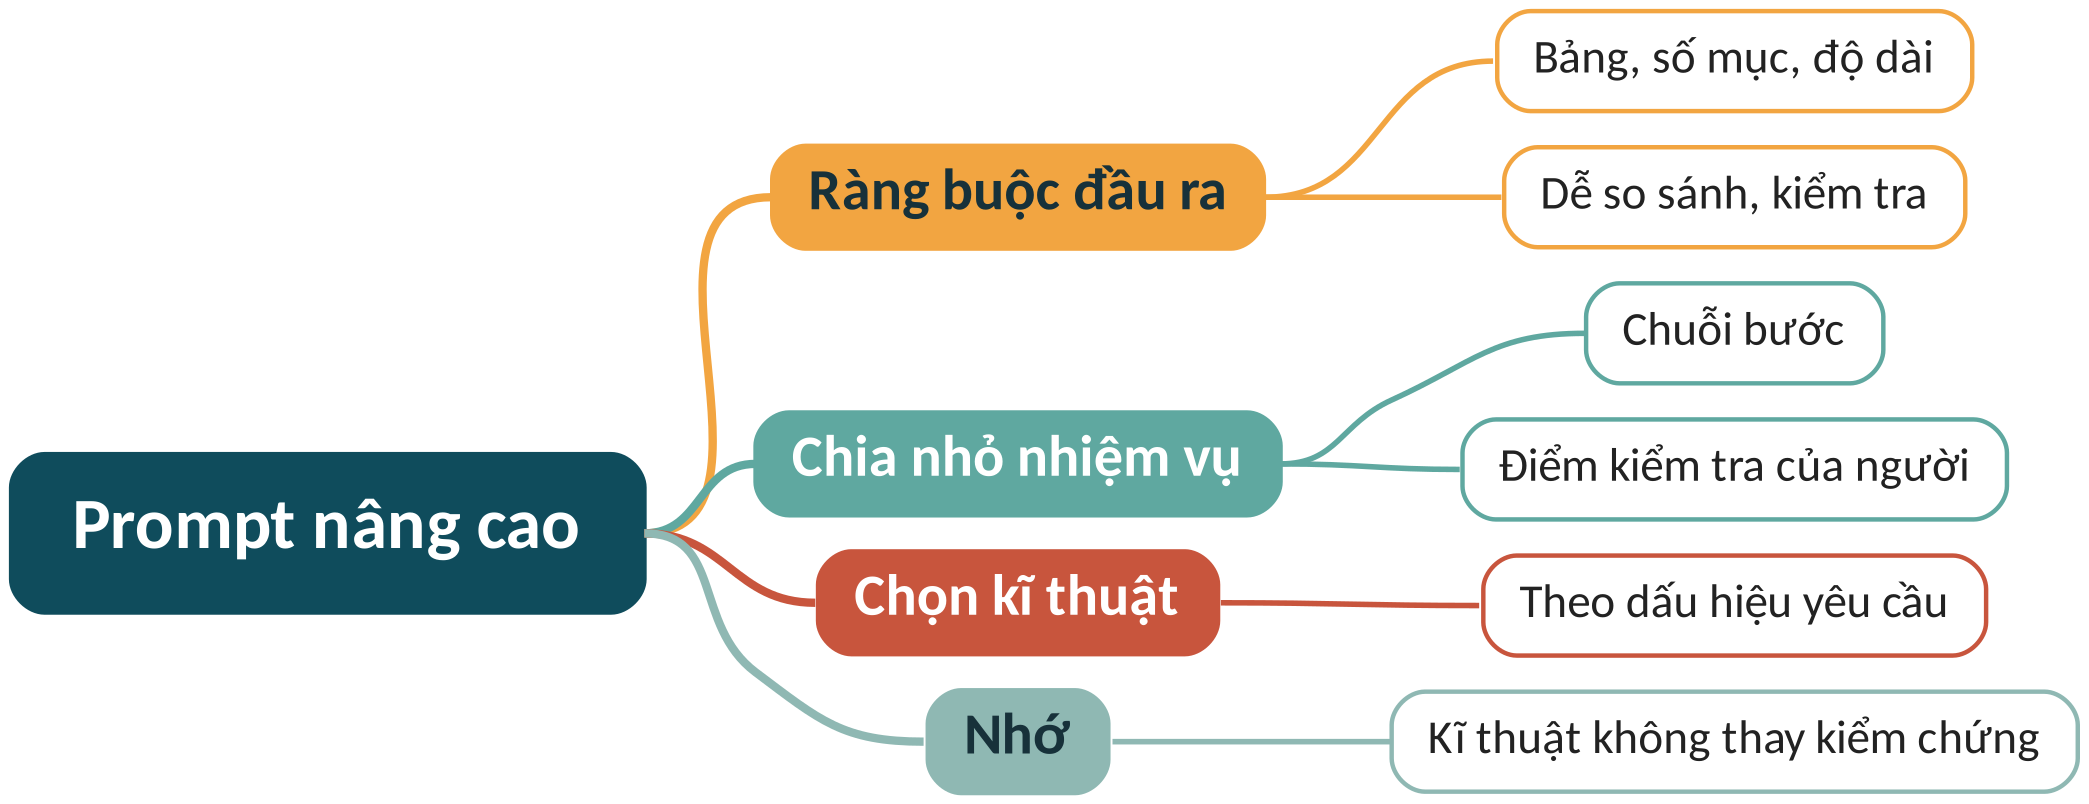 Prompt nâng cao
Ràng buộc đầu ra
Bảng, số mục, độ dài
Dễ so sánh, kiểm tra
Chia nhỏ nhiệm vụ
Chuỗi bước
Điểm kiểm tra của người
Chọn kĩ thuật
Theo dấu hiệu yêu cầu
Nhớ
Kĩ thuật không thay kiểm chứng